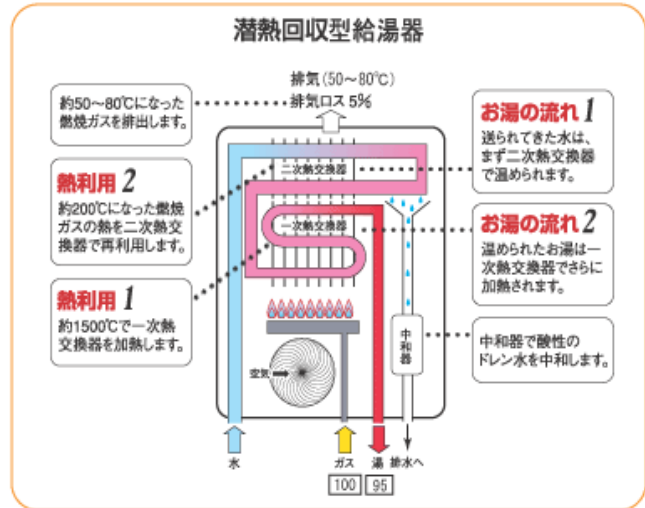 潜熱回収型給湯器
排気(50〜80℃)
排気ロス 5%
約50〜80℃になった
燃焼ガスを排出します。
熱利用 2
約200℃になった燃焼
ガスの熱を二次熱交
換器で再利用します。
熱利用 1
約1500℃で一次熱
交換器を加熱します。
二次熱交換器
一次熱交換器
空気
中和器
お湯の流れ 1
送られてきた水は、
まず二次熱交換器
で温められます。
お湯の流れ 2
温められたお湯は一
次熱交換器でさらに
加熱されます。
中和器で酸性の
ドレン水を中和します。
水
ガス
湯
排水へ
100
95